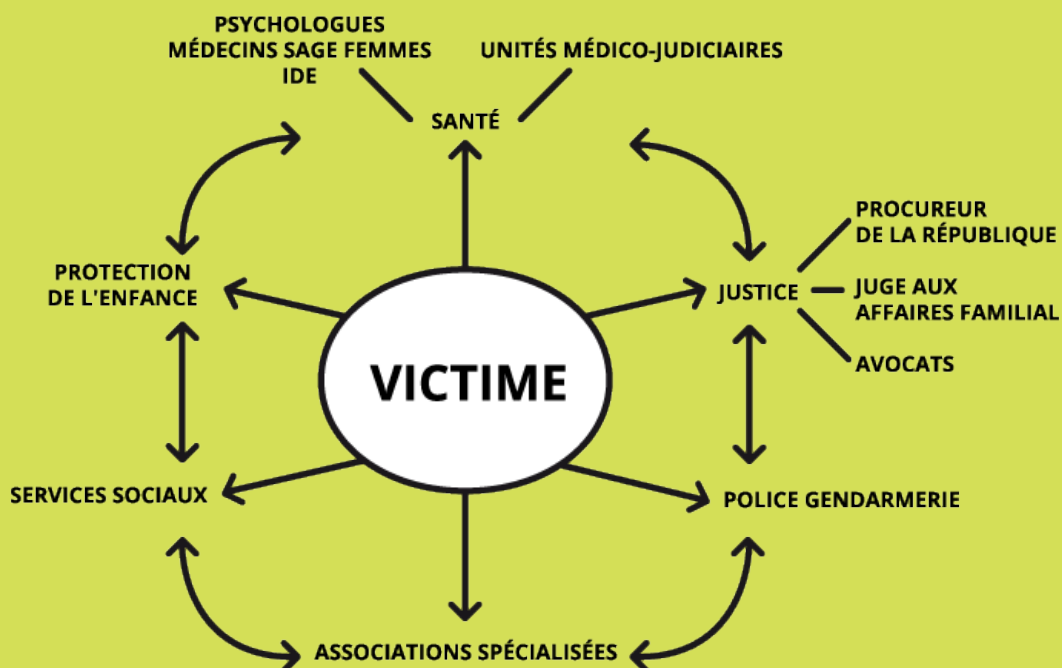 PSYCHOLOGUES
MÉDECINS SAGE FEMMES
IDE
UNITÉS MÉDICO-JUDICIAIRES
SANTÉ
PROCUREUR
DE LA RÉPUBLIQUE
PROTECTION
DE L'ENFANCE
JUSTICE
JUGE AUX
AFFAIRES FAMILIAL
AVOCATS
VICTIME
SERVICES SOCIAUX
POLICE GENDARMERIE
ASSOCIATIONS SPÉCIALISÉES